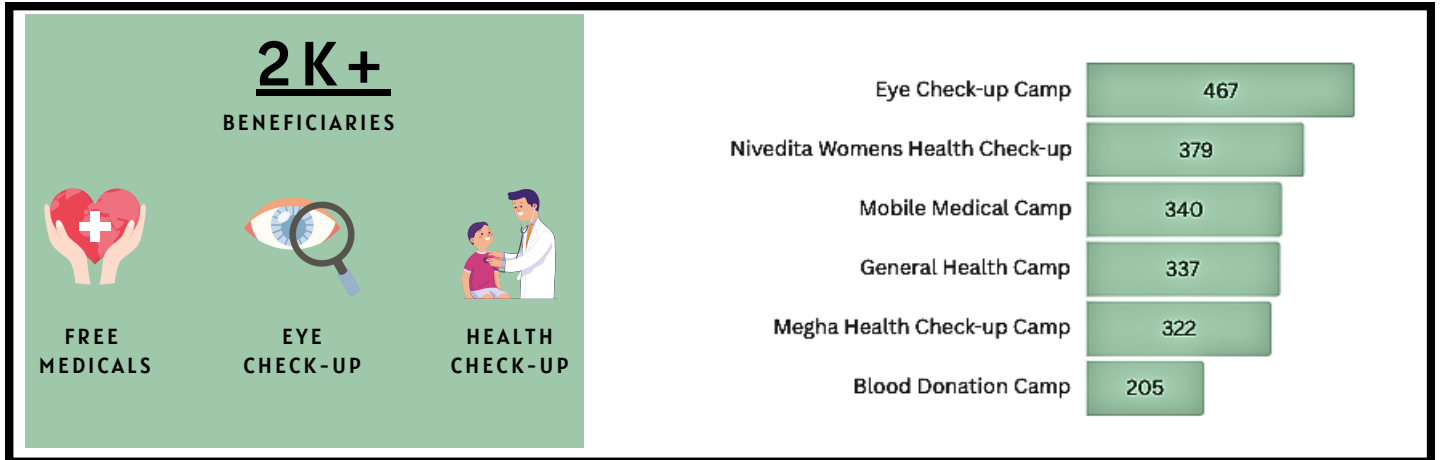 2K+
BENEFICIARIES
FREE
MEDICALS
EYE
CHECK-UP
HEALTH
CHECK-UP
Eye Check-up Camp 467
Nivedita Womens Health Check-up 379
Mobile Medical Camp 340
General Health Camp 337
Megha Health Check-up Camp 322
Blood Donation Camp 205